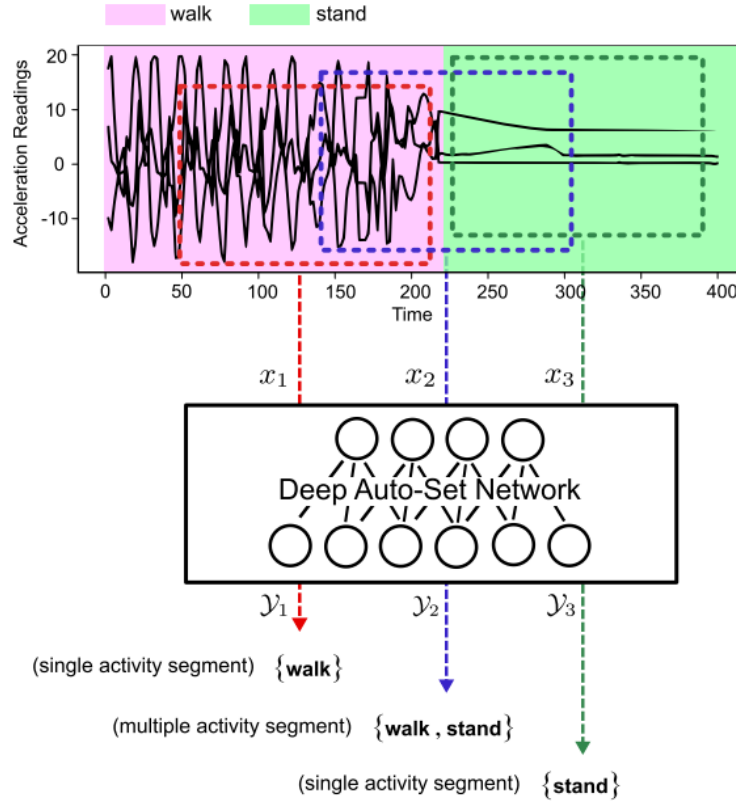 walk stand
20
10
0
-10
Acceleration Readings
0 50 100 150 200 250 300 350 400
Time
x₁ x₂ x₃
Deep Auto-Set Network
𝒴₁ 𝒴₂ 𝒴₃
(single activity segment) {walk}
(multiple activity segment) {walk , stand}
(single activity segment) {stand}